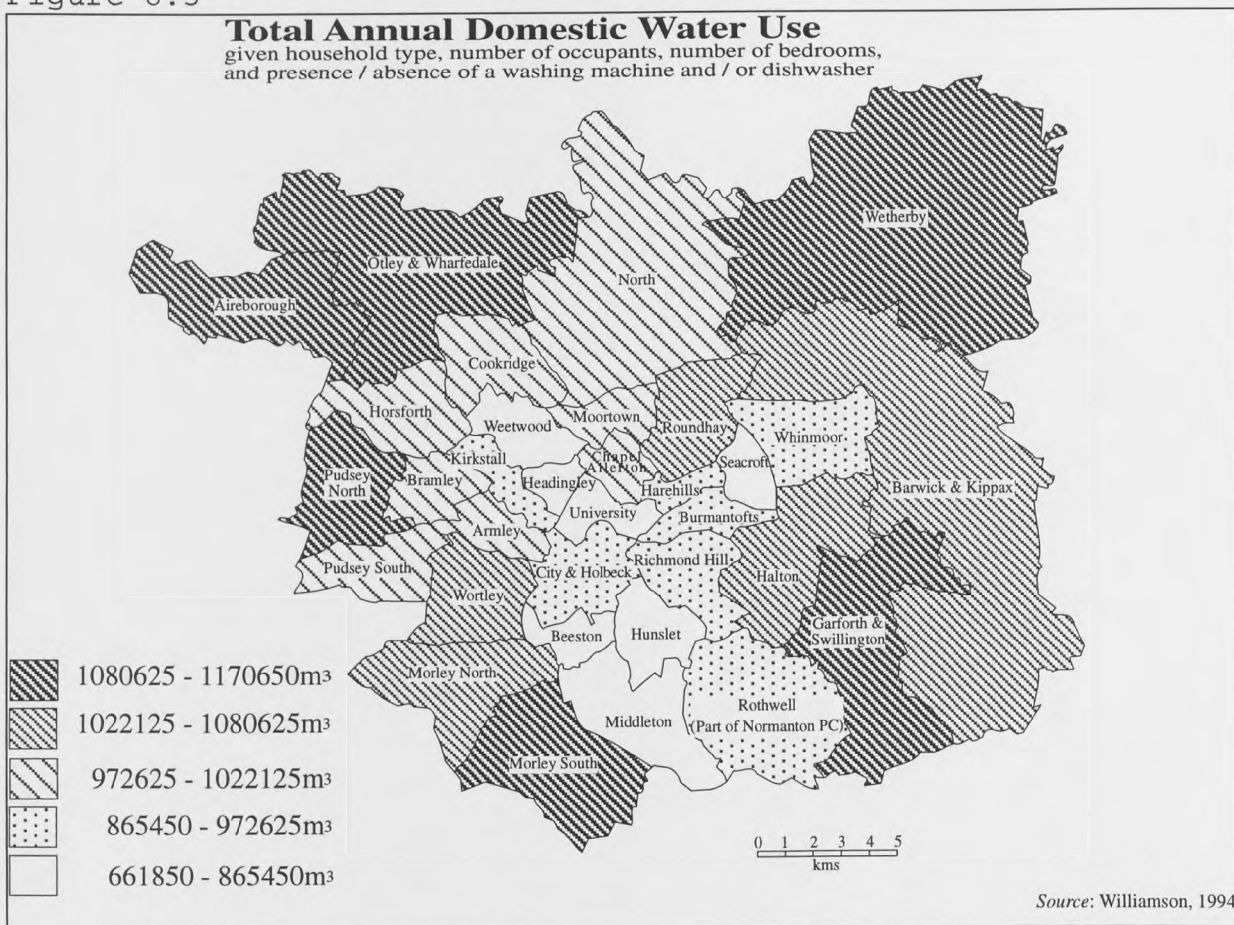 Total Annual Domestic Water Use
given household type, number of occupants, number of bedrooms,
and presence / absence of a washing machine and / or dishwasher
Wetherby
Otley & Wharfedale
North
Aireborough
Cookridge
Horsforth
Moortown
Weetwood
Roundhay
Whinmoor
Kirkstall
Chapel
Allerton
Seacroft
Pudsey
North
Bramley
Headingley
Harehills
Barwick & Kippax
University
Burmantofts
Armley
Pudsey South
City & Holbeck
Richmond Hill
Halton
Wortley
Garforth &
Swillington
Beeston
Hunslet
Morley North
Rothwell
(Part of Normanton PC)
Middleton
Morley South
1080625 - 1170650m³
1022125 - 1080625m³
972625 - 1022125m³
865450 - 972625m³
661850 - 865450m³
0 1 2 3 4 5
kms
Source: Williamson, 1994